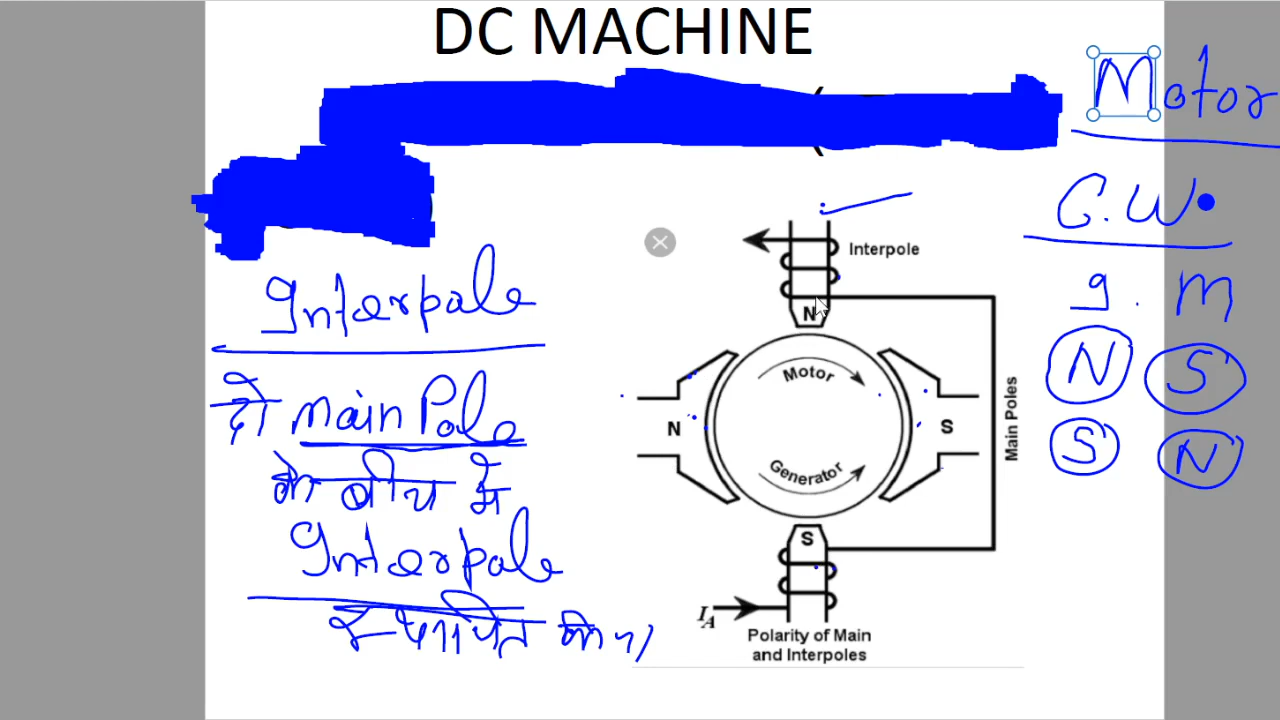 DC MACHINE
Motor
C.W.
g. m
N S
S N
Interpole
दो Main Pole
के बीच में
Interpole
स्थापित
Interpole
N
Motor
N
S
Generator
Main Poles
S
IA
Polarity of Main
and Interpoles